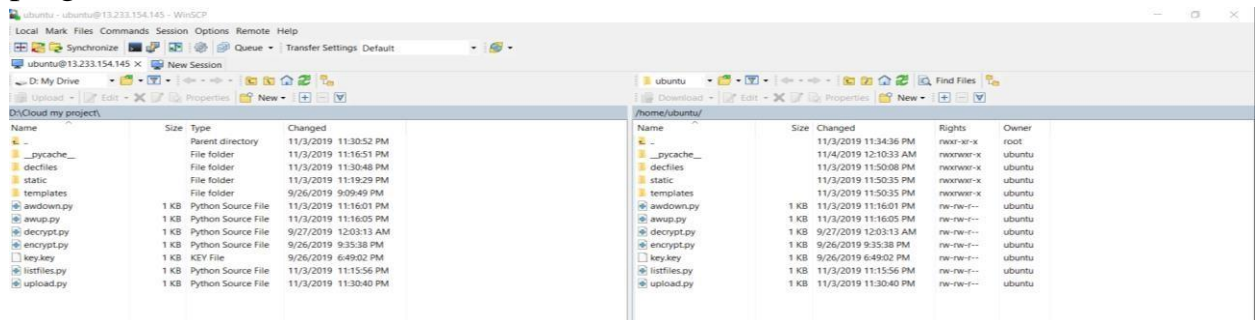 ubuntu - ubuntu@13.233.154.145 - WinSCP
Local Mark Files Commands Session Options Remote Help
Synchronize Queue Transfer Settings Default
ubuntu@13.233.154.145 × New Session
D: My Drive ubuntu Find Files
Upload Edit Properties New Download Edit Properties New
D:\Cloud my project\ /home/ubuntu/
Name Size Type Changed Name Size Changed Rights Owner
.. Parent directory 11/3/2019 11:30:52 PM .. 11/3/2019 11:34:36 PM rwxr-xr-x root
__pycache__ File folder 11/3/2019 11:16:51 PM __pycache__ 11/4/2019 12:10:33 AM rwxrwxr-x ubuntu
decfiles File folder 11/3/2019 11:30:48 PM decfiles 11/3/2019 11:50:08 PM rwxrwxr-x ubuntu
static File folder 11/3/2019 11:19:29 PM static 11/3/2019 11:50:35 PM rwxrwxr-x ubuntu
templates File folder 9/26/2019 9:09:49 PM templates 11/3/2019 11:50:35 PM rwxrwxr-x ubuntu
awdown.py 1 KB Python Source File 11/3/2019 11:16:01 PM awdown.py 1 KB 11/3/2019 11:16:01 PM rw-rw-r-- ubuntu
awup.py 1 KB Python Source File 11/3/2019 11:16:05 PM awup.py 1 KB 11/3/2019 11:16:05 PM rw-rw-r-- ubuntu
decrypt.py 1 KB Python Source File 9/27/2019 12:03:13 AM decrypt.py 1 KB 9/27/2019 12:03:13 AM rw-rw-r-- ubuntu
encrypt.py 1 KB Python Source File 9/26/2019 9:35:38 PM encrypt.py 1 KB 9/26/2019 9:35:38 PM rw-rw-r-- ubuntu
key.key 1 KB KEY File 9/26/2019 6:49:02 PM key.key 1 KB 9/26/2019 6:49:02 PM rw-rw-r-- ubuntu
listfiles.py 1 KB Python Source File 11/3/2019 11:15:56 PM listfiles.py 1 KB 11/3/2019 11:15:56 PM rw-rw-r-- ubuntu
upload.py 1 KB Python Source File 11/3/2019 11:30:40 PM upload.py 1 KB 11/3/2019 11:30:40 PM rw-rw-r-- ubuntu